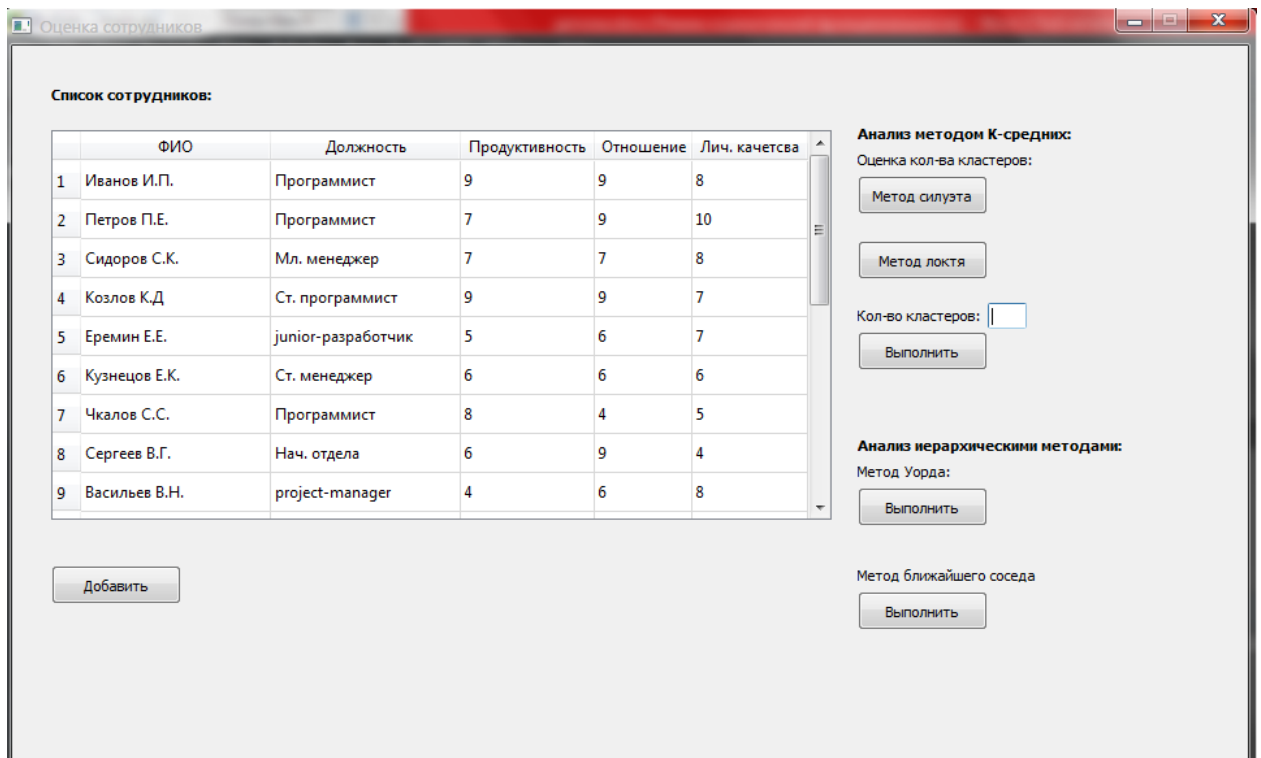 Оценка сотрудников
Список сотрудников:
ФИО Должность Продуктивность Отношение Лич. качетсва
1 Иванов И.П. Программист 9 9 8
2 Петров П.Е. Программист 7 9 10
3 Сидоров С.К. Мл. менеджер 7 7 8
4 Козлов К.Д Ст. программист 9 9 7
5 Еремин Е.Е. junior-разработчик 5 6 7
6 Кузнецов Е.К. Ст. менеджер 6 6 6
7 Чкалов С.С. Программист 8 4 5
8 Сергеев В.Г. Нач. отдела 6 9 4
9 Васильев В.Н. project-manager 4 6 8
Добавить
Анализ методом К-средних:
Оценка кол-ва кластеров:
Метод силуэта
Метод локтя
Кол-во кластеров:
Выполнить
Анализ иерархическими методами:
Метод Уорда:
Выполнить
Метод ближайшего соседа
Выполнить